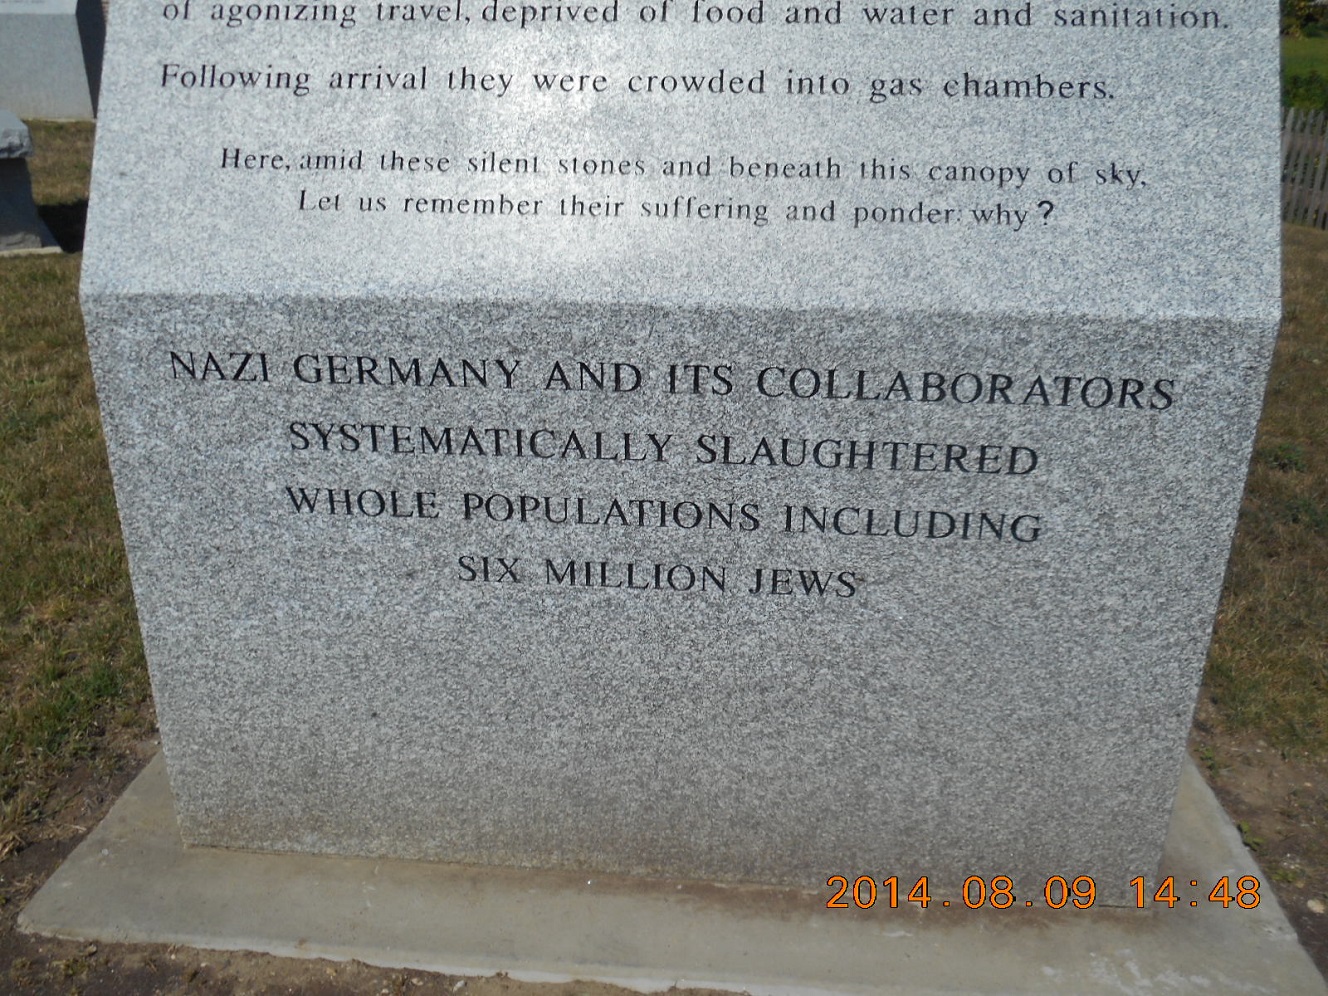 of agonizing travel, deprived of food and water and sanitation.
Following arrival they were crowded into gas chambers.
Here, amid these silent stones and beneath this canopy of sky,
Let us remember their suffering and ponder: why?
NAZI GERMANY AND ITS COLLABORATORS
SYSTEMATICALLY SLAUGHTERED
WHOLE POPULATIONS INCLUDING
SIX MILLION JEWS
2014.08.09 14:48